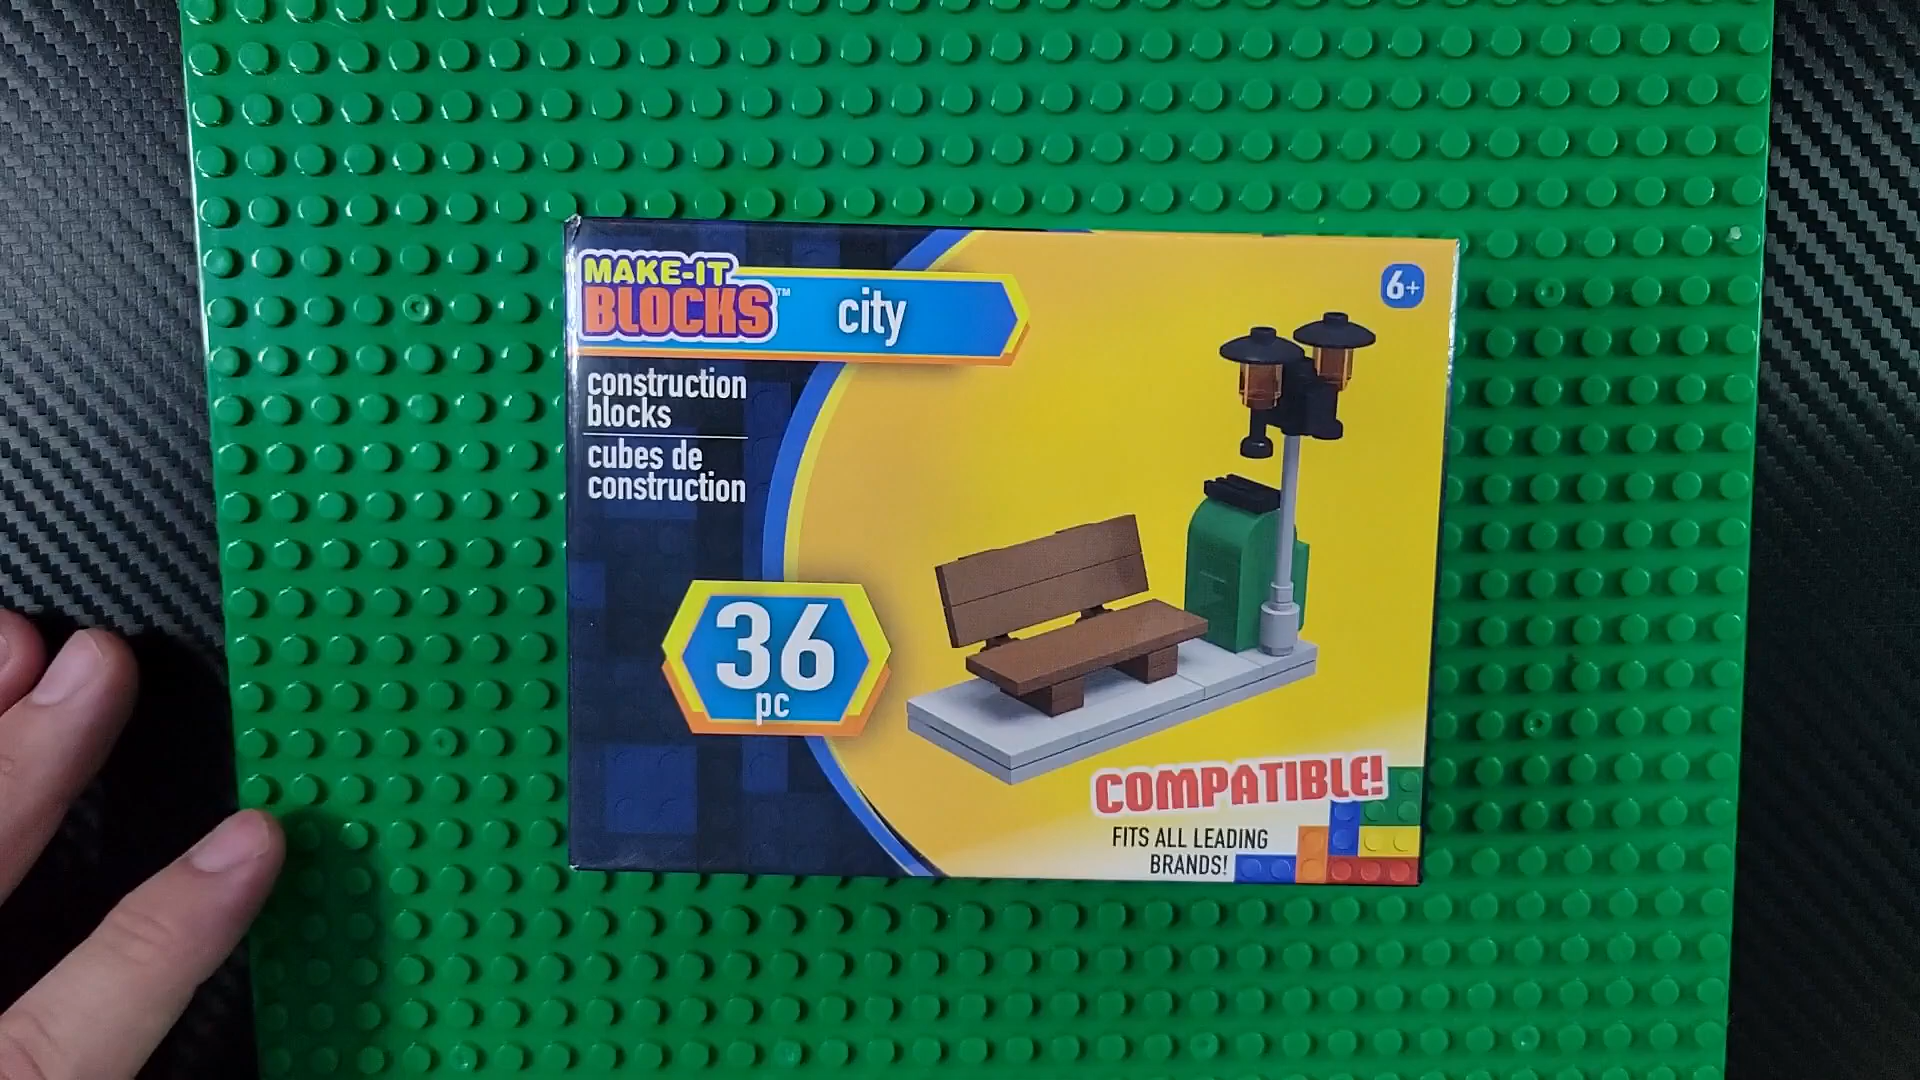 MAKE-IT
BLOCKS™
city
6+
construction
blocks
cubes de
construction
36
pc
COMPATIBLE!
FITS ALL LEADING
BRANDS!